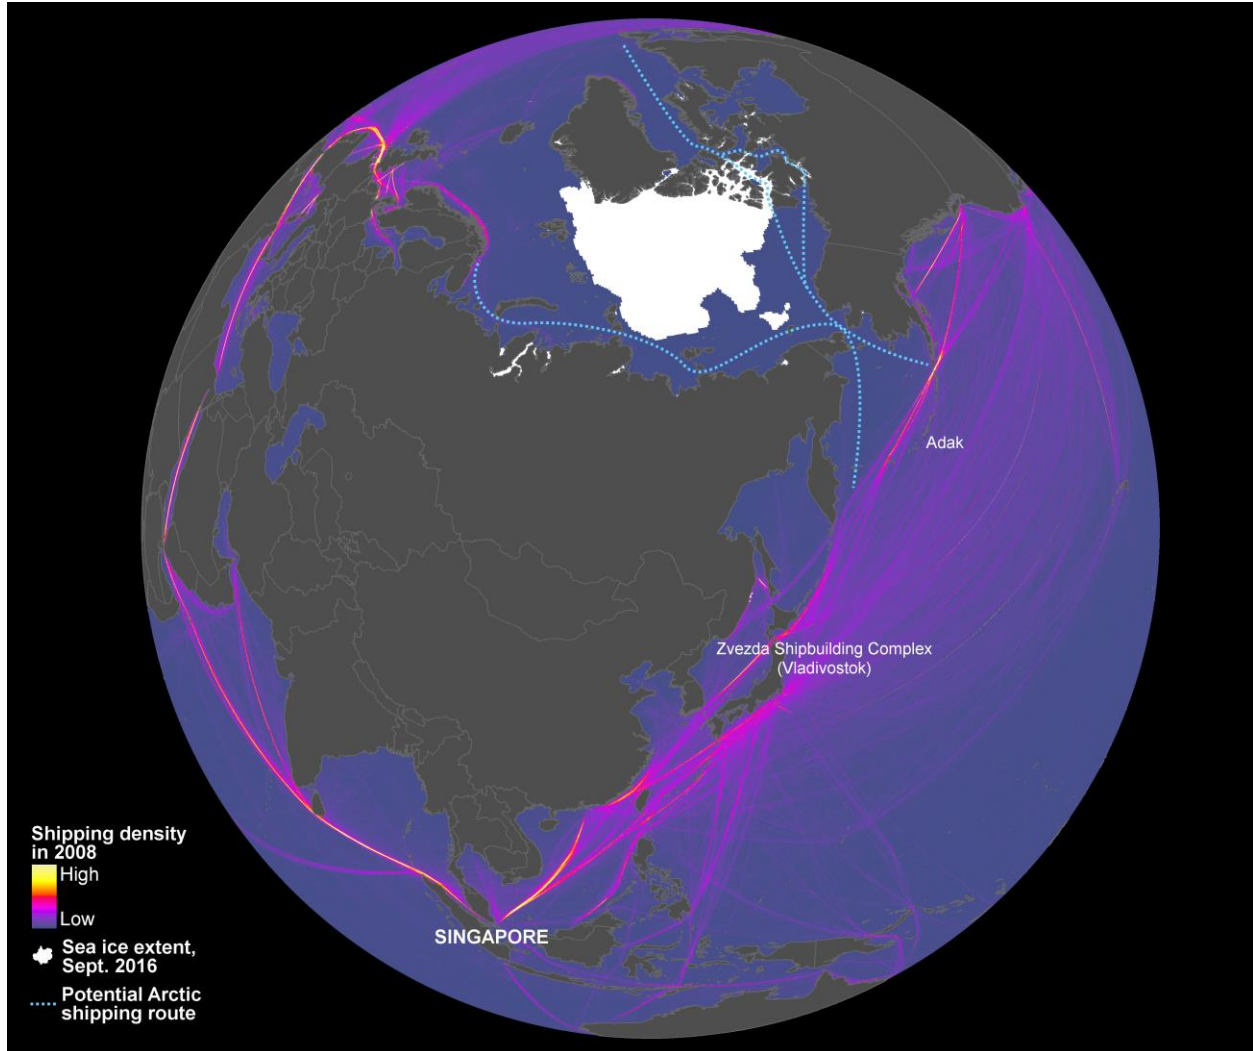 Adak
Zvezda Shipbuilding Complex
(Vladivostok)
SINGAPORE
Shipping density
in 2008
High
Low
Sea ice extent,
Sept. 2016
Potential Arctic
shipping route